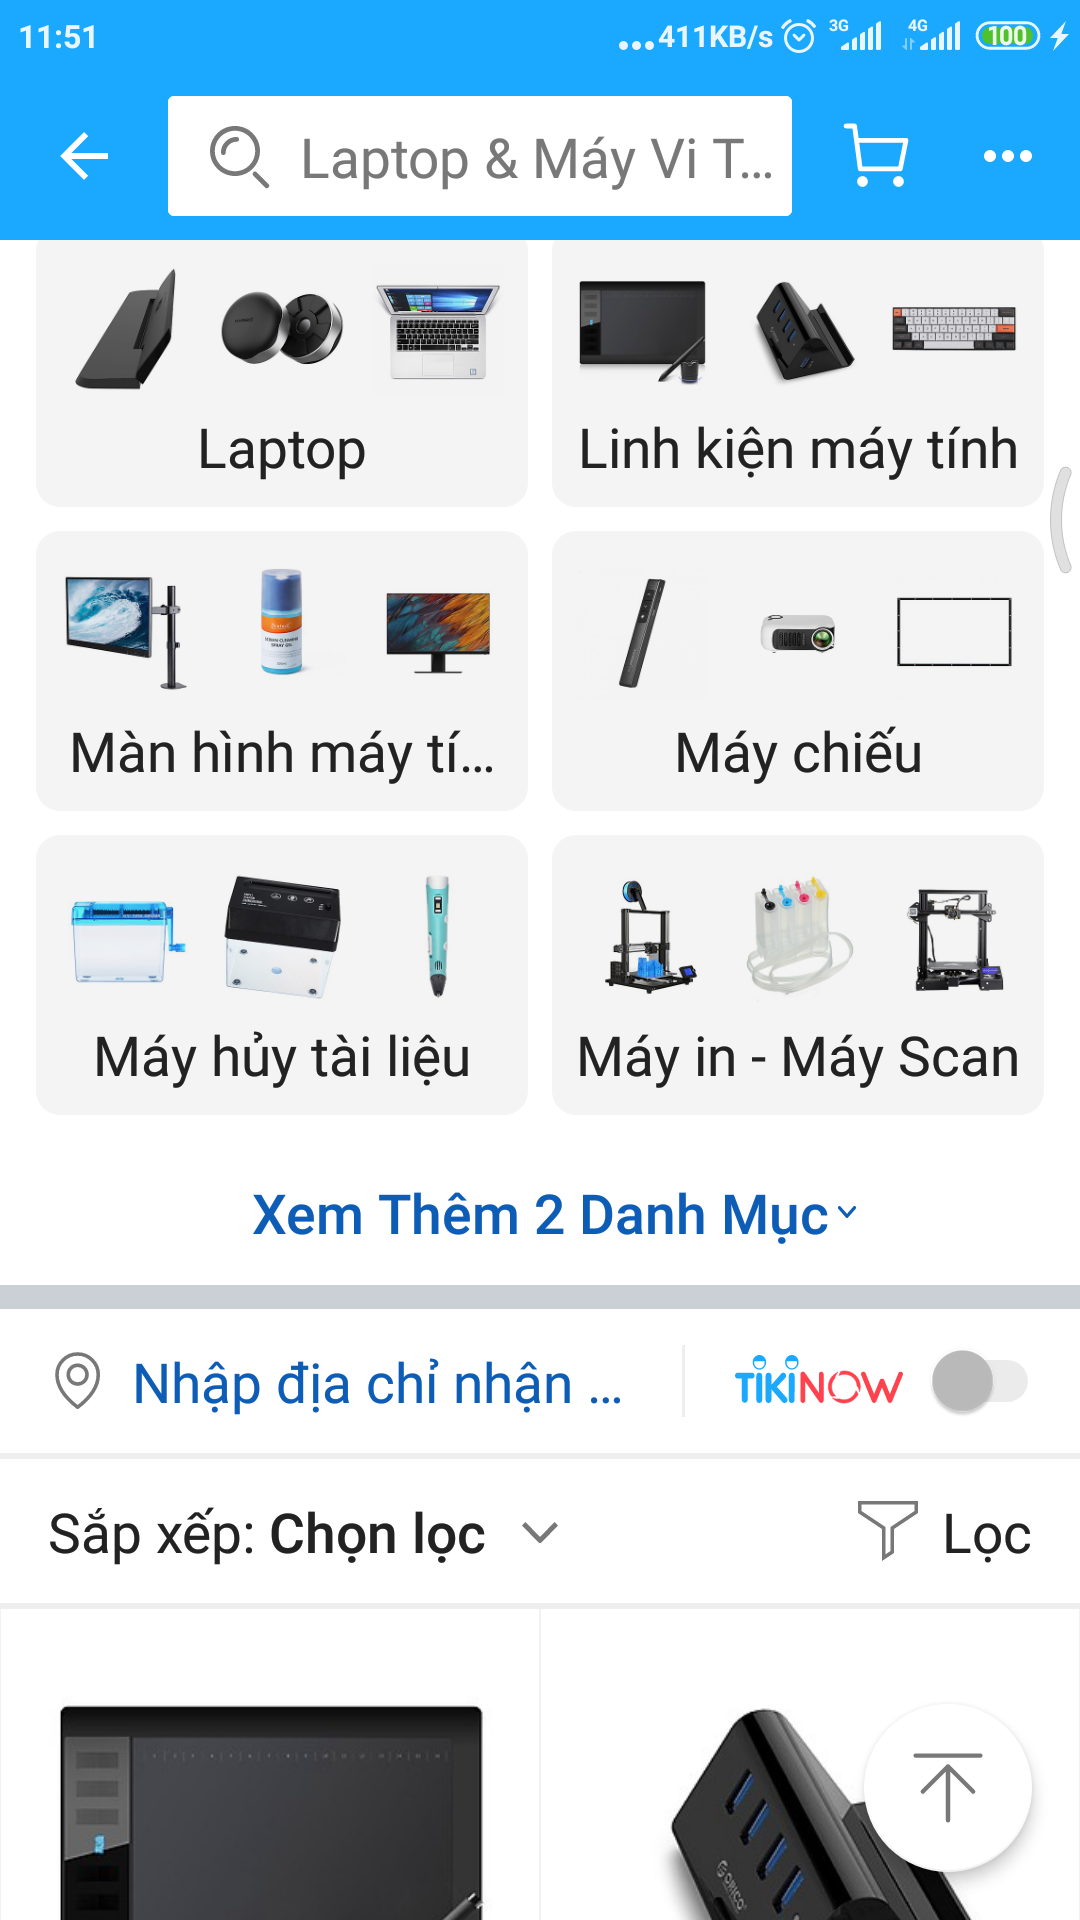 11:51
...411KB/s 3G 4G 100
Laptop & Máy Vi T...
Laptop
Linh kiện máy tính
Màn hình máy tí...
Máy chiếu
Máy hủy tài liệu
Máy in - Máy Scan
Xem Thêm 2 Danh Mục
Nhập địa chỉ nhận ...
TIKINOW
Sắp xếp: Chọn lọc
Lọc
ORICO